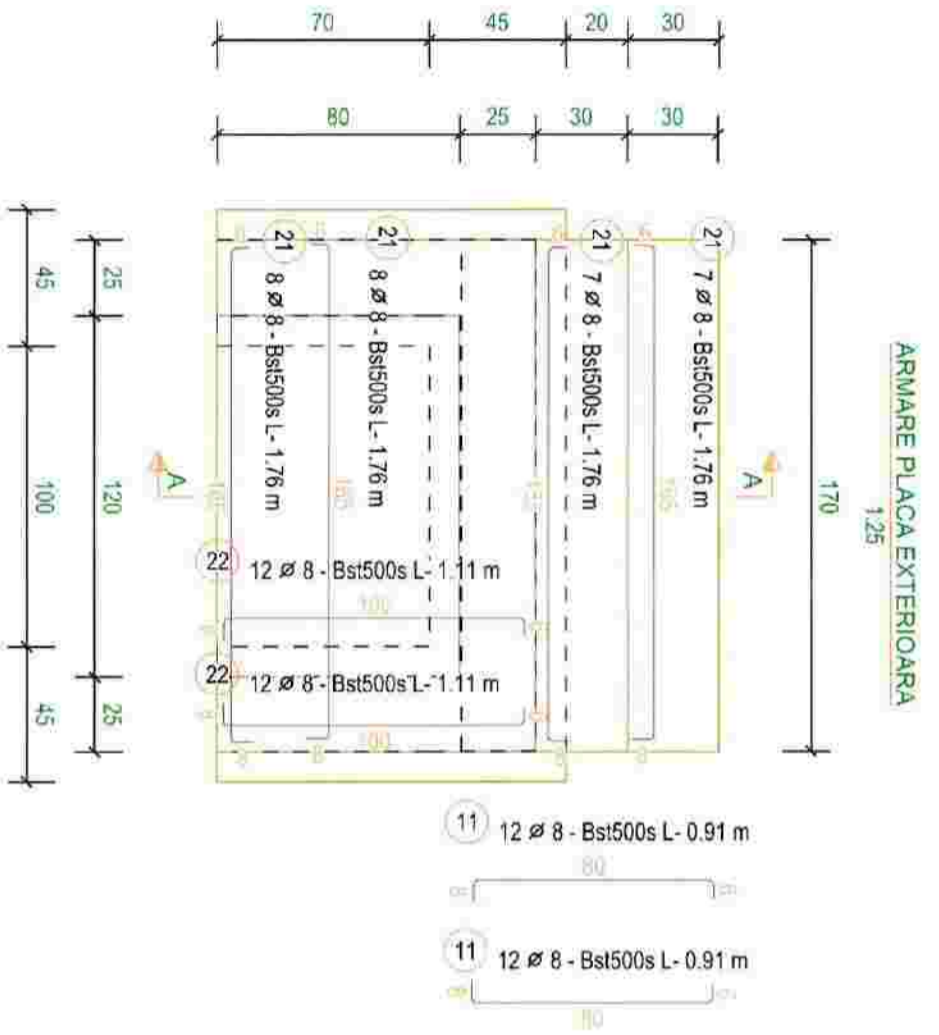 ARMARE PLACA EXTERIOARA
1:25
70 45 20 30
80 25 30 30
170
45 100 45
25 120 25
A
A
21
8 ø 8 - Bst500s L- 1.76 m
21
8 ø 8 - Bst500s L- 1.76 m
21
7 ø 8 - Bst500s L- 1.76 m
21
7 ø 8 - Bst500s L- 1.76 m
165
165
22
12 ø 8 - Bst500s L- 1.11 m
100
22
12 ø 8 - Bst500s L- 1.11 m
100
11
12 ø 8 - Bst500s L- 0.91 m
80
11
12 ø 8 - Bst500s L- 0.91 m
80